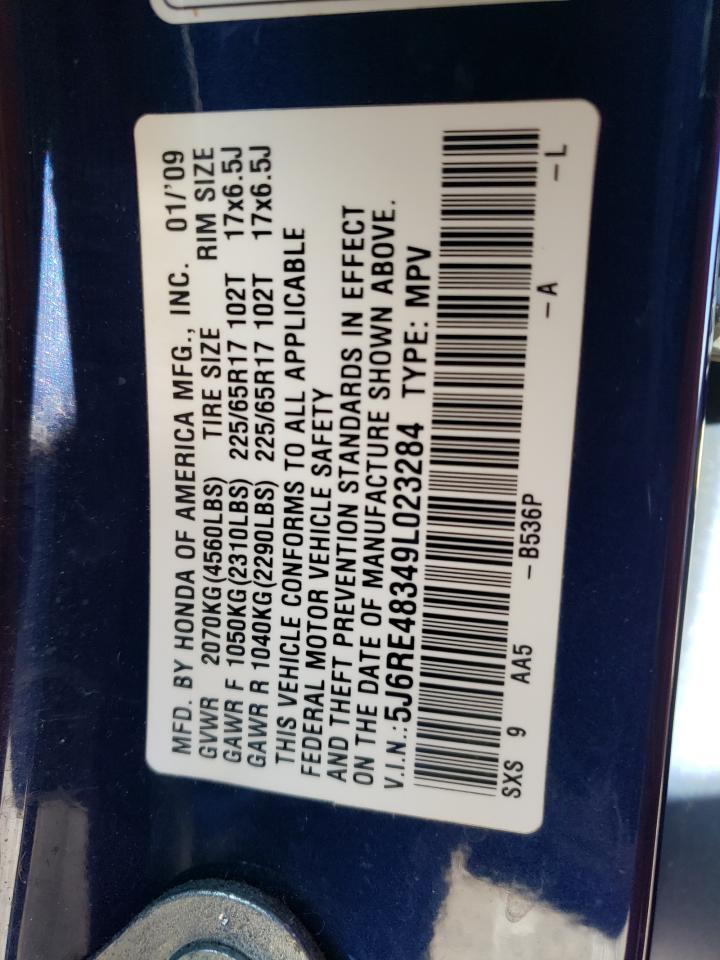 MFD. BY HONDA OF AMERICA MFG., INC. 01/'09
GVWR 2070KG(4560LBS) TIRE SIZE RIM SIZE
GAWR F 1050KG(2310LBS) 225/65R17 102T 17x6.5J
GAWR R 1040KG(2290LBS) 225/65R17 102T 17x6.5J
THIS VEHICLE CONFORMS TO ALL APPLICABLE
FEDERAL MOTOR VEHICLE SAFETY
AND THEFT PREVENTION STANDARDS IN EFFECT
ON THE DATE OF MANUFACTURE SHOWN ABOVE.
V.I.N.:5J6RE48349L023284 TYPE: MPV
SXS 9 AA5 -B536P -A -L